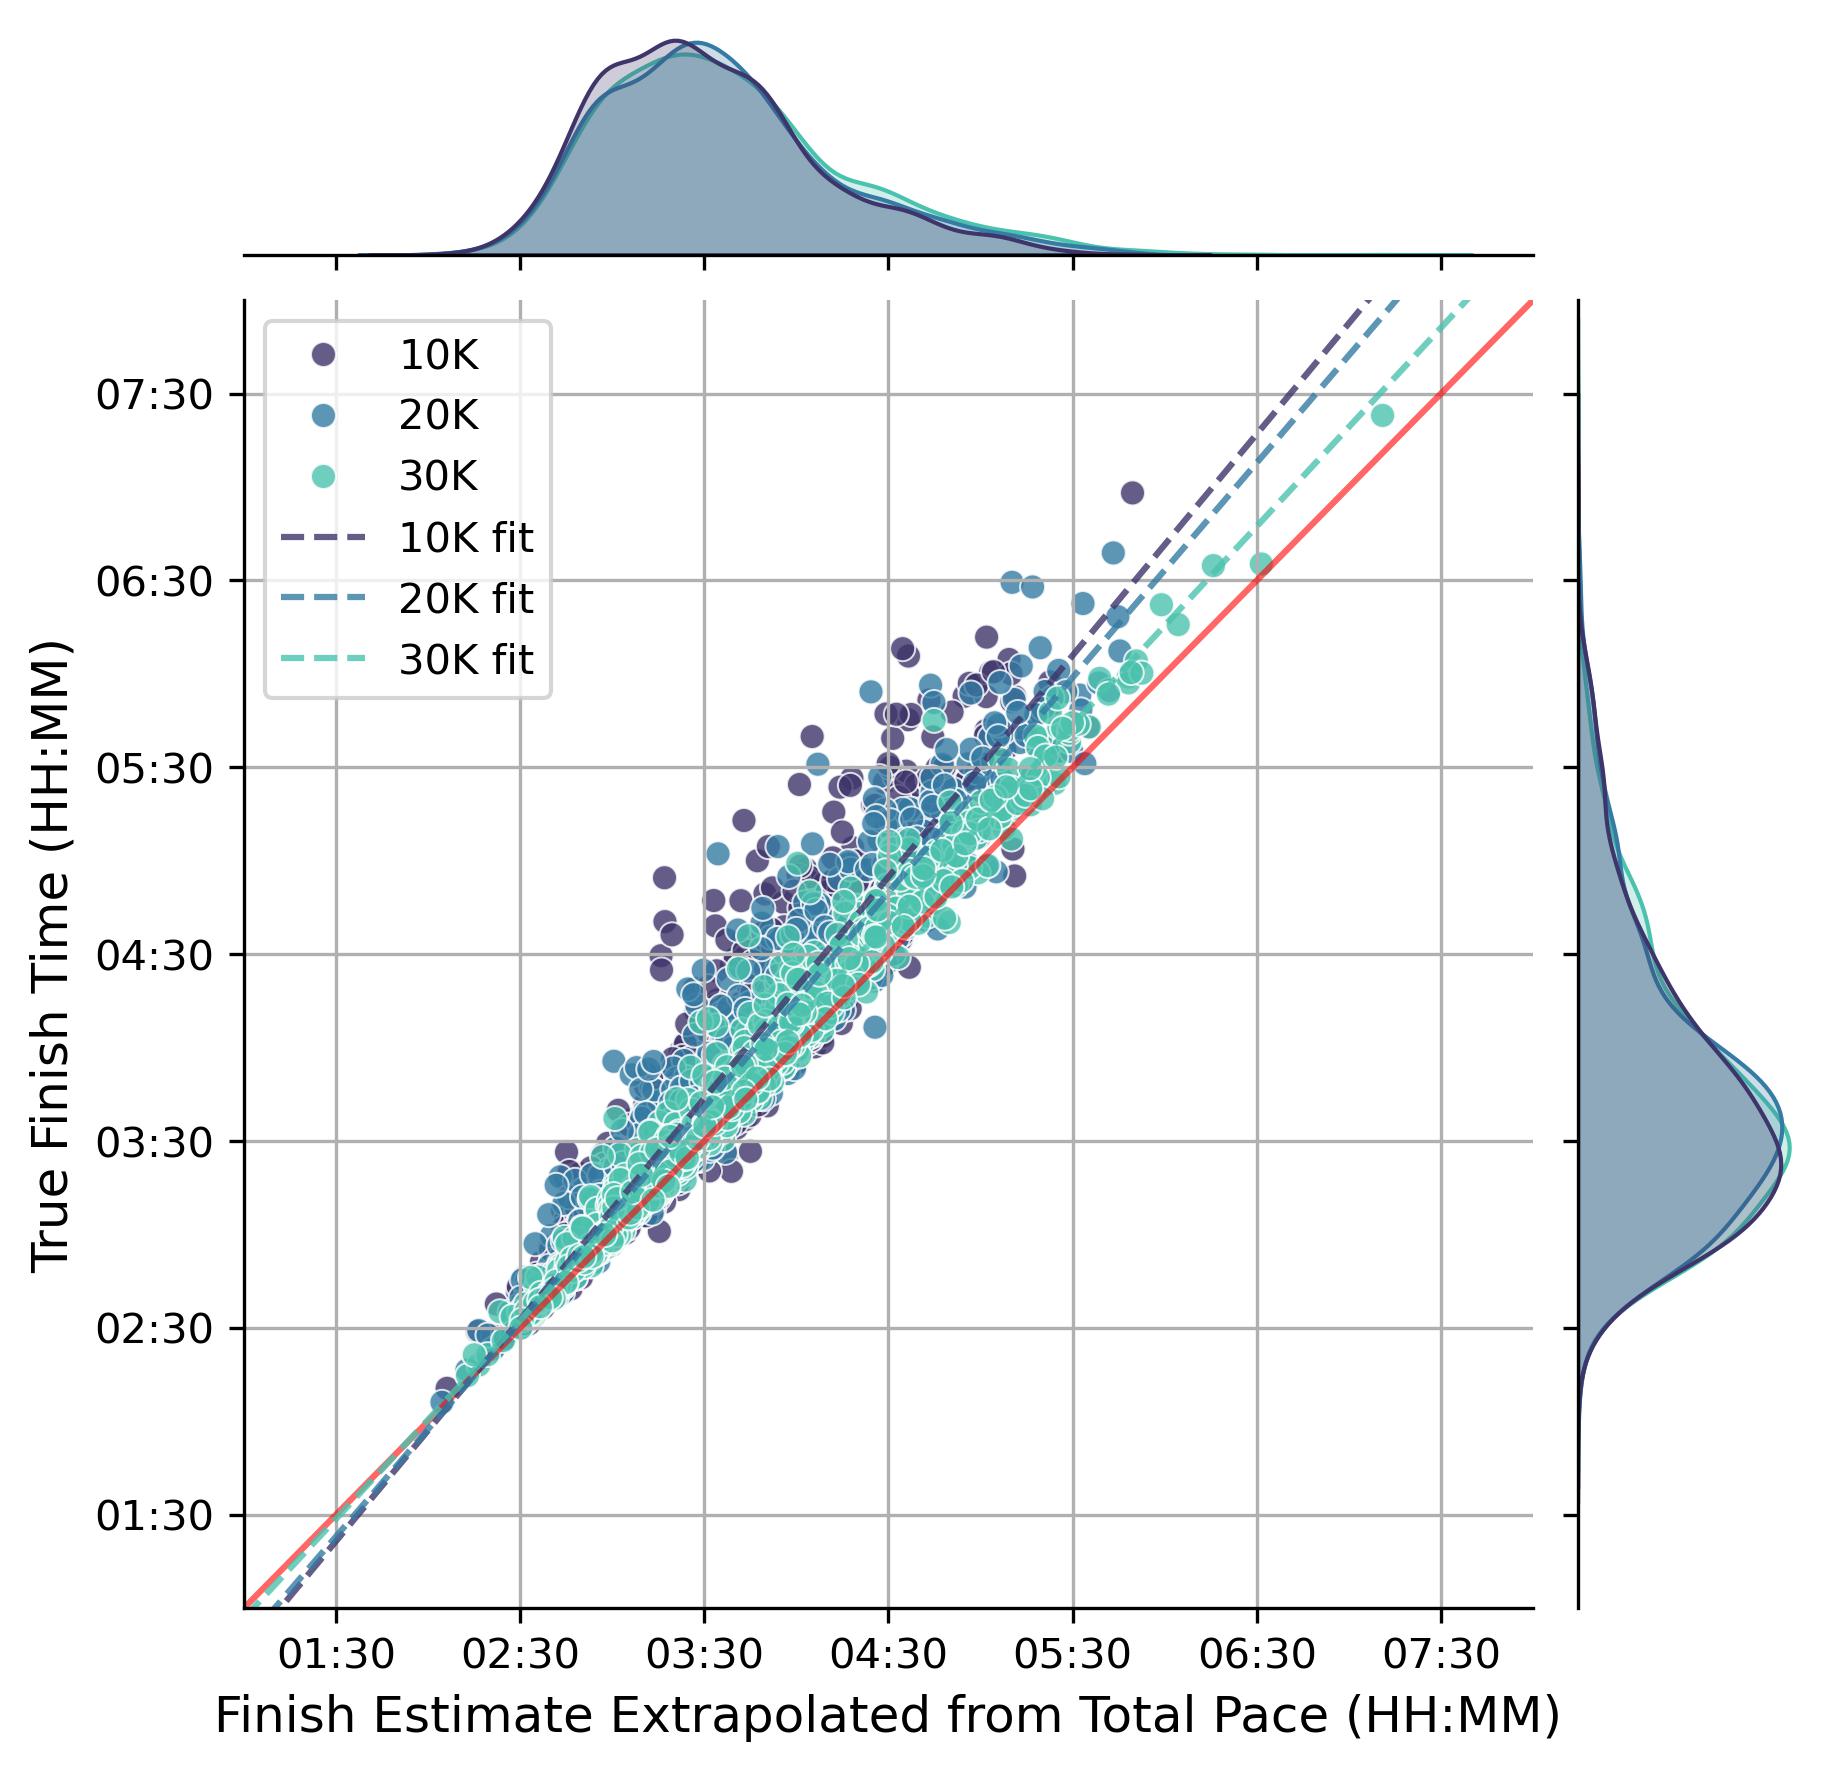 10K
20K
30K
10K fit
20K fit
30K fit
True Finish Time (HH:MM)
07:30
06:30
05:30
04:30
03:30
02:30
01:30
01:30 02:30 03:30 04:30 05:30 06:30 07:30
Finish Estimate Extrapolated from Total Pace (HH:MM)